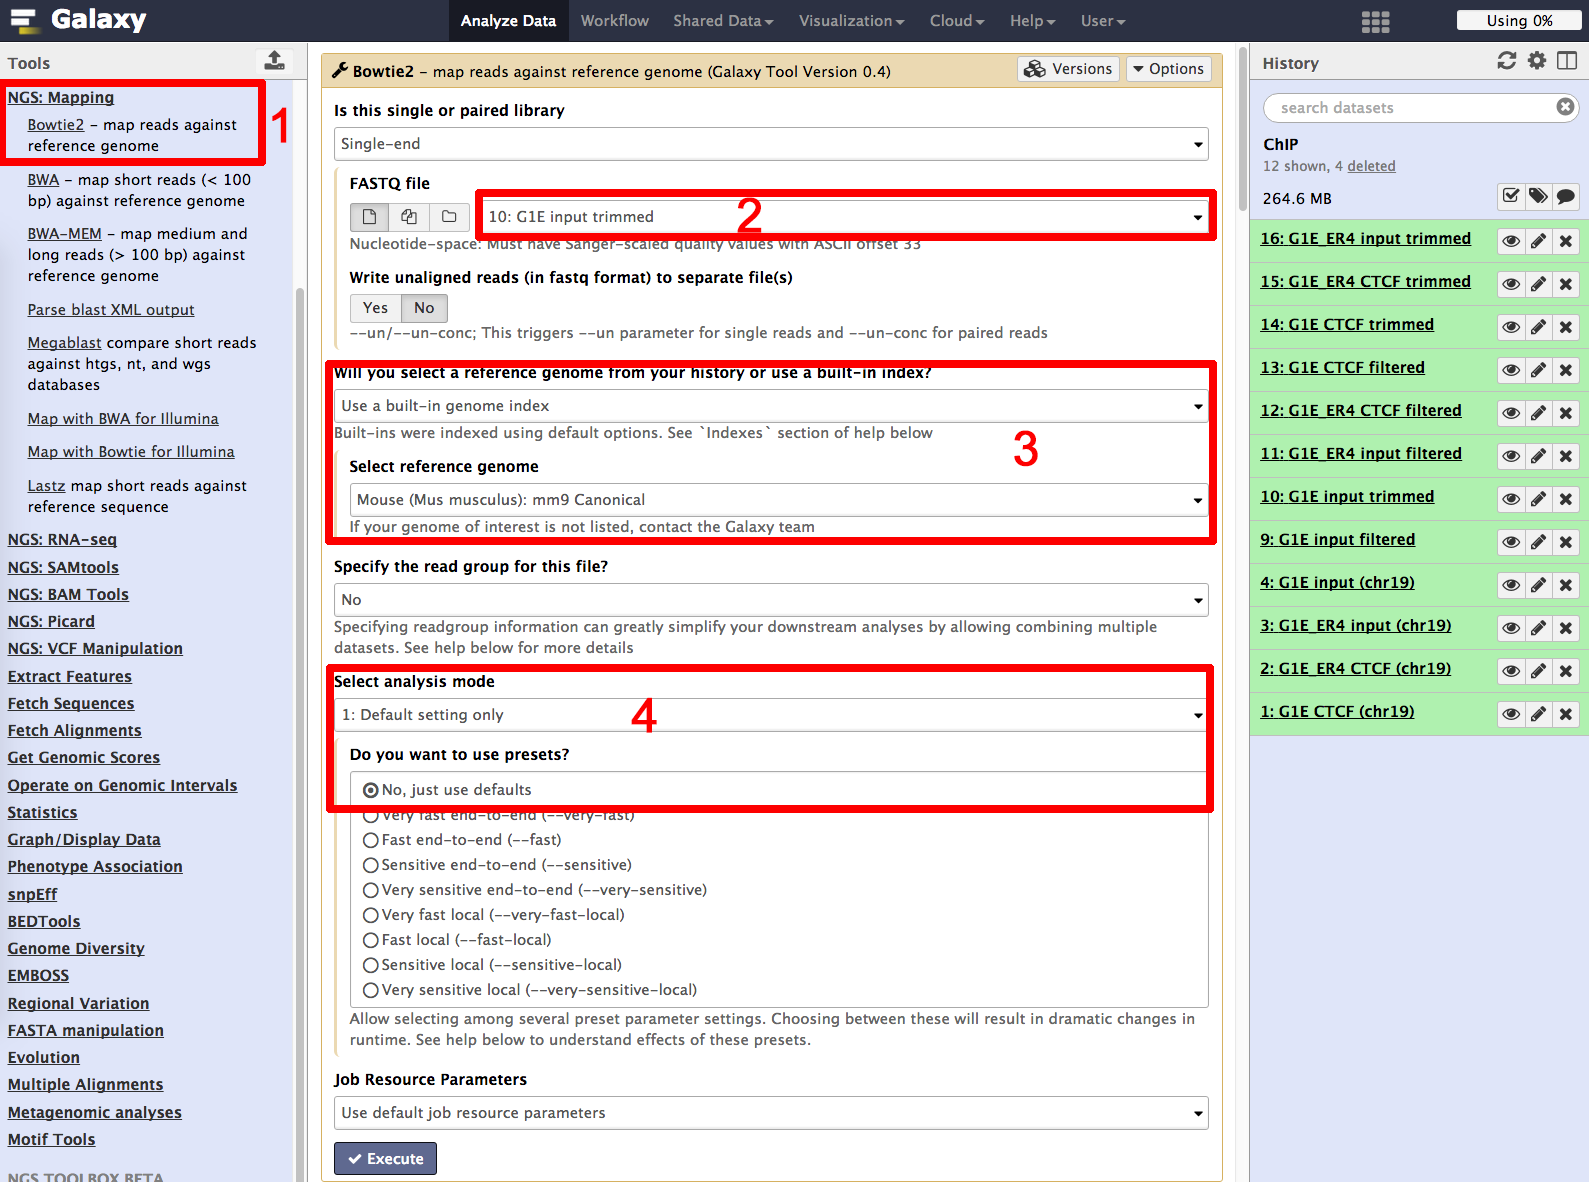 Galaxy
Analyze Data
Workflow
Shared Data
Visualization
Cloud
Help
User
Using 0%
Tools
NGS: Mapping
1
Bowtie2 – map reads against
reference genome
BWA – map short reads (< 100
bp) against reference genome
BWA-MEM – map medium and
long reads (> 100 bp) against
reference genome
Parse blast XML output
Megablast compare short reads
against htgs, nt, and wgs
databases
Map with BWA for Illumina
Map with Bowtie for Illumina
Lastz map short reads against
reference sequence
NGS: RNA-seq
NGS: SAMtools
NGS: BAM Tools
NGS: Picard
NGS: VCF Manipulation
Extract Features
Fetch Sequences
Fetch Alignments
Get Genomic Scores
Operate on Genomic Intervals
Statistics
Graph/Display Data
Phenotype Association
snpEff
BEDTools
Genome Diversity
EMBOSS
Regional Variation
FASTA manipulation
Evolution
Multiple Alignments
Metagenomic analyses
Motif Tools
NGS TOOLBOX BETA
Bowtie2 – map reads against reference genome (Galaxy Tool Version 0.4)
Versions
Options
Is this single or paired library
Single-end
FASTQ file
10: G1E input trimmed
2
Nucleotide-space: Must have Sanger-scaled quality values with ASCII offset 33
Write unaligned reads (in fastq format) to separate file(s)
Yes
No
--un/--un-conc; This triggers --un parameter for single reads and --un-conc for paired reads
Will you select a reference genome from your history or use a built-in index?
Use a built-in genome index
Built-ins were indexed using default options. See `Indexes` section of help below
3
Select reference genome
Mouse (Mus musculus): mm9 Canonical
If your genome of interest is not listed, contact the Galaxy team
Specify the read group for this file?
No
Specifying readgroup information can greatly simplify your downstream analyses by allowing combining multiple
datasets. See help below for more details
Select analysis mode
1: Default setting only
4
Do you want to use presets?
No, just use defaults
Very fast end-to-end (--very-fast)
Fast end-to-end (--fast)
Sensitive end-to-end (--sensitive)
Very sensitive end-to-end (--very-sensitive)
Very fast local (--very-fast-local)
Fast local (--fast-local)
Sensitive local (--sensitive-local)
Very sensitive local (--very-sensitive-local)
Allow selecting among several preset parameter settings. Choosing between these will result in dramatic changes in
runtime. See help below to understand effects of these presets.
Job Resource Parameters
Use default job resource parameters
Execute
History
search datasets
ChIP
12 shown, 4 deleted
264.6 MB
16: G1E_ER4 input trimmed
15: G1E_ER4 CTCF trimmed
14: G1E CTCF trimmed
13: G1E CTCF filtered
12: G1E_ER4 CTCF filtered
11: G1E_ER4 input filtered
10: G1E input trimmed
9: G1E input filtered
4: G1E input (chr19)
3: G1E_ER4 input (chr19)
2: G1E_ER4 CTCF (chr19)
1: G1E CTCF (chr19)